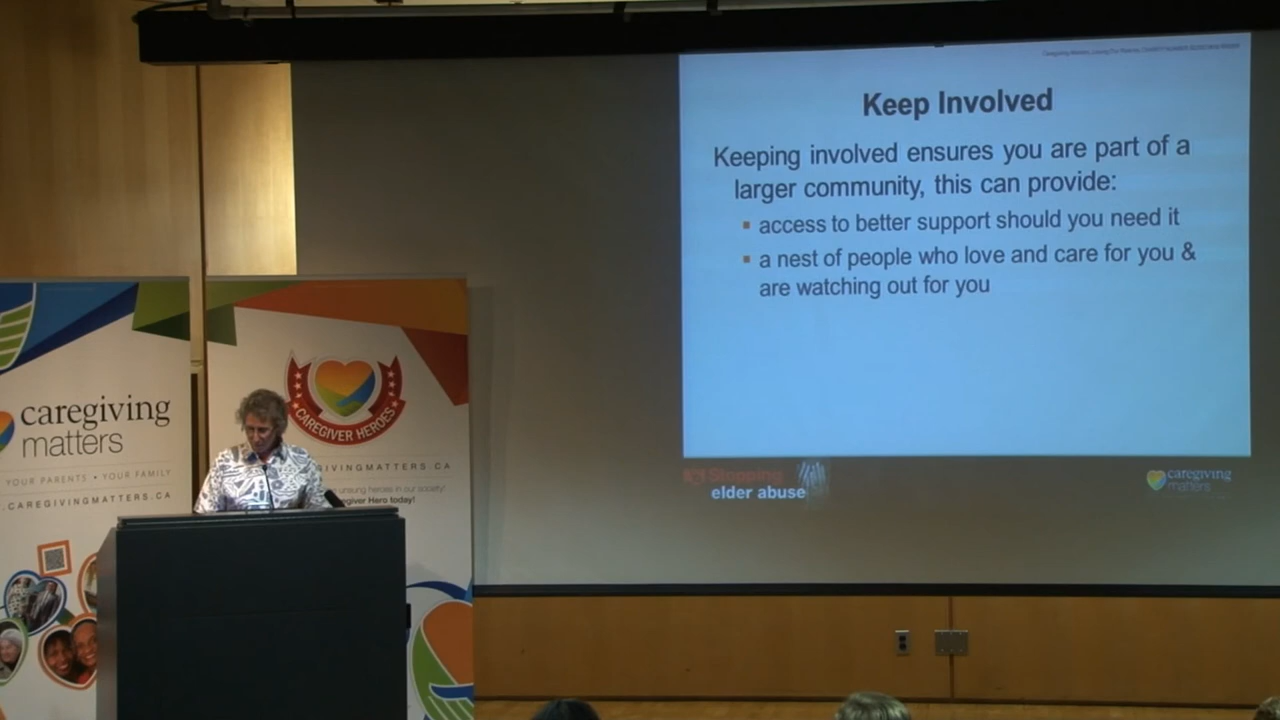 Keep Involved
Keeping involved ensures you are part of a
larger community, this can provide:
▪ access to better support should you need it
▪ a nest of people who love and care for you &
are watching out for you
Stopping
elder abuse
caregiving
matters
caregiving
matters
YOUR PARENTS • YOUR FAMILY
.CAREGIVINGMATTERS.CA
CAREGIVER HEROES
GIVINGMATTERS.CA
unsung heroes in our society!
egiver Hero today!